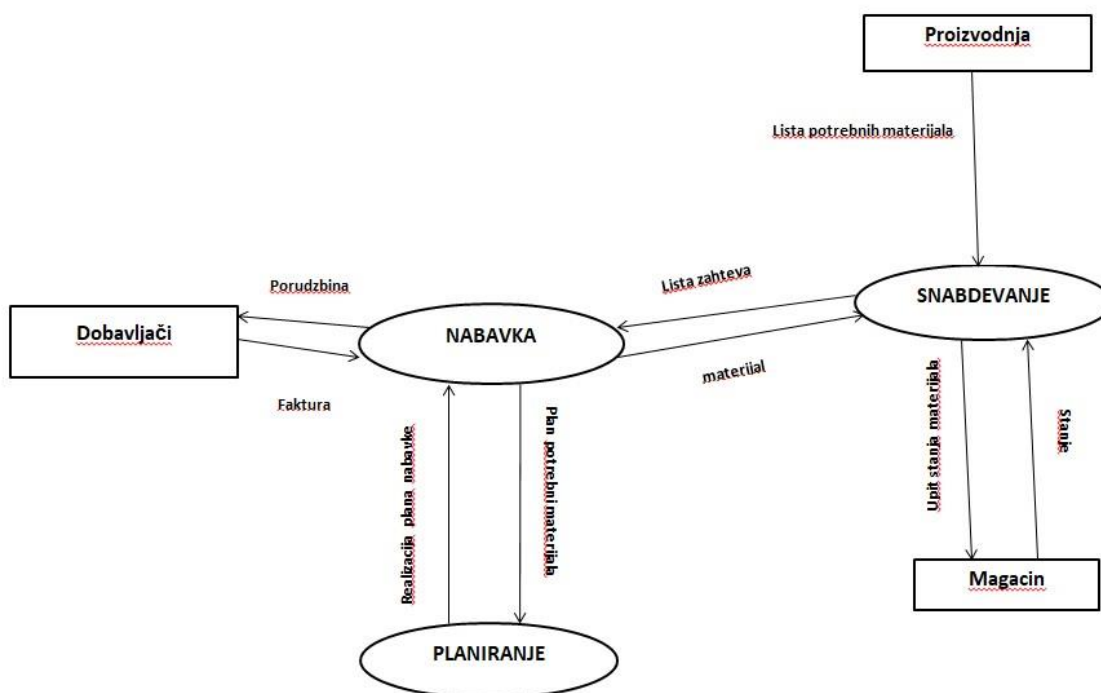 Proizvodnja
Lista potrebnih materijala
Lista zahteva
SNABDEVANJE
Porudzbina
Dobavljači
NABAVKA
materijal
Faktura
Realizacija plana nabavke
Plan potrebni materijala
Upit stanja materijala
Stanje
Magacin
PLANIRANJE